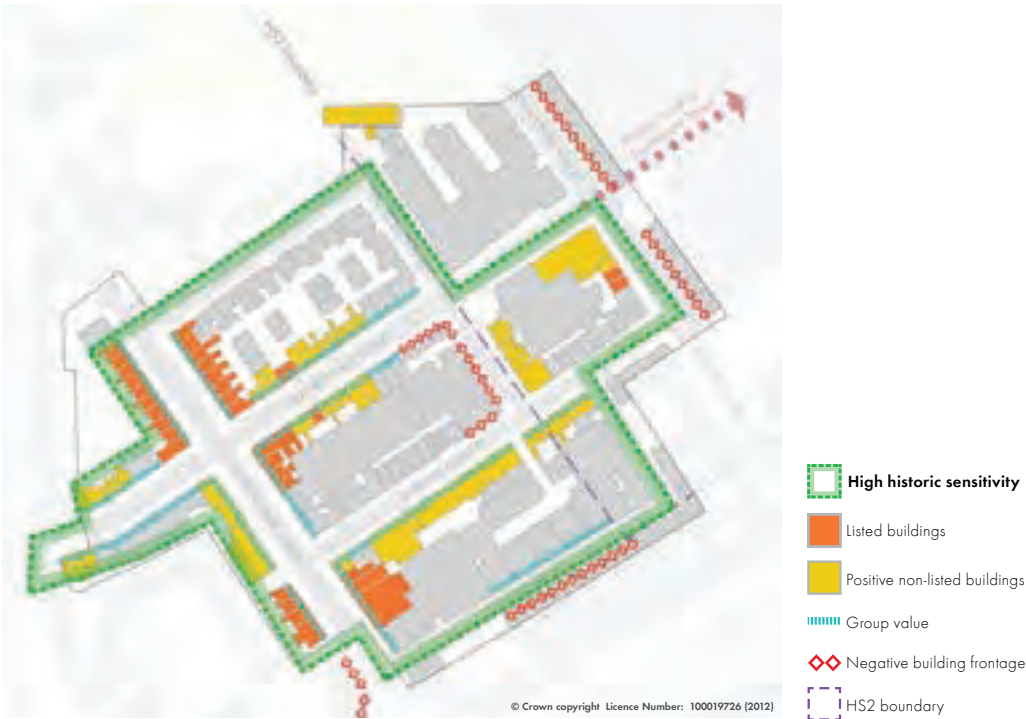 High historic sensitivity
Listed buildings
Positive non-listed buildings
Group value
Negative building frontage
HS2 boundary
© Crown copyright Licence Number: 100019726 (2012)